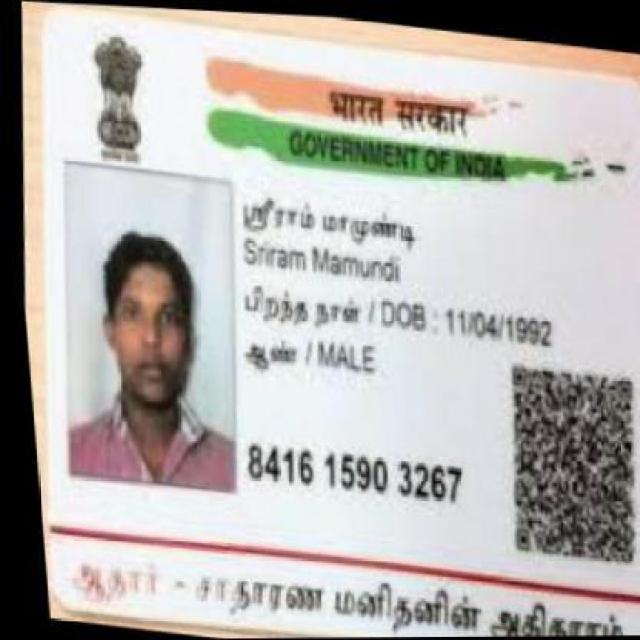 भारत सरकार
GOVERNMENT OF INDIA
ஸ்ரீராம் மாமுண்டி
Sriram Mamundi
பிறந்த நாள் / DOB : 11/04/1992
ஆண் / MALE
8416 1590 3267
ஆதார் - சாதாரண மனிதனின் அதிகாரம்